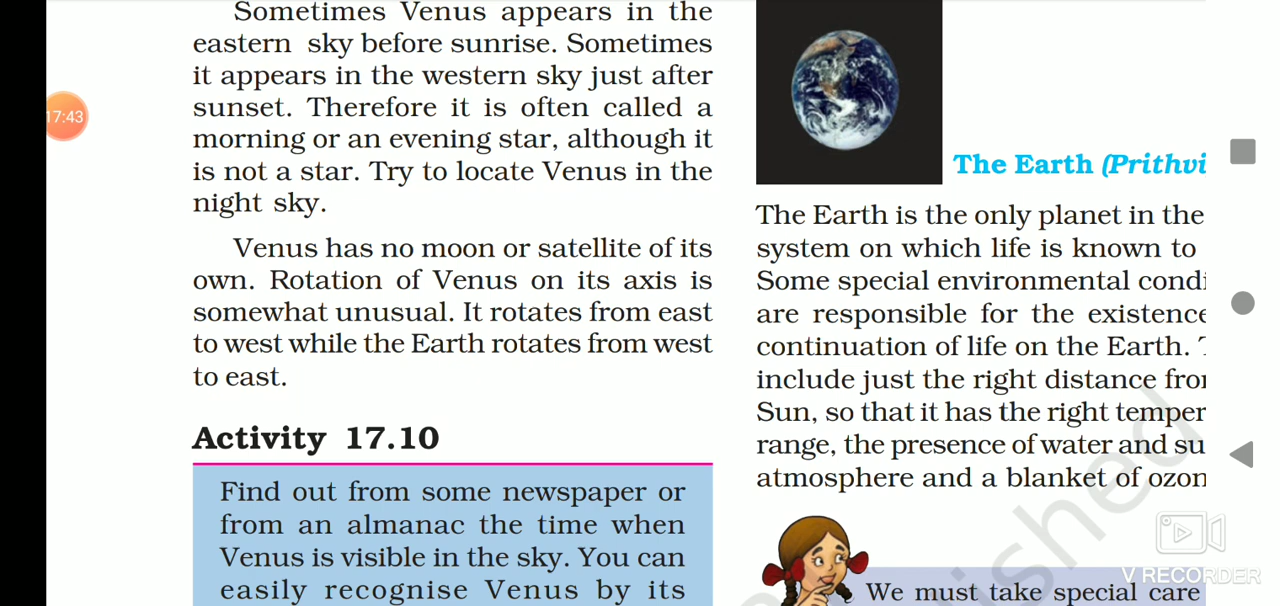 Sometimes Venus appears in the
eastern sky before sunrise. Sometimes
it appears in the western sky just after
sunset. Therefore it is often called a
morning or an evening star, although it
is not a star. Try to locate Venus in the
night sky.
Venus has no moon or satellite of its
own. Rotation of Venus on its axis is
somewhat unusual. It rotates from east
to west while the Earth rotates from west
to east.
Activity 17.10
Find out from some newspaper or
from an almanac the time when
Venus is visible in the sky. You can
easily recognise Venus by its
The Earth (Prithvi
The Earth is the only planet in the
system on which life is known to
Some special environmental condi
are responsible for the existence
continuation of life on the Earth.
include just the right distance from
Sun, so that it has the right temper
range, the presence of water and su
atmosphere and a blanket of ozon
We must take special care
17:43
V RECORDER